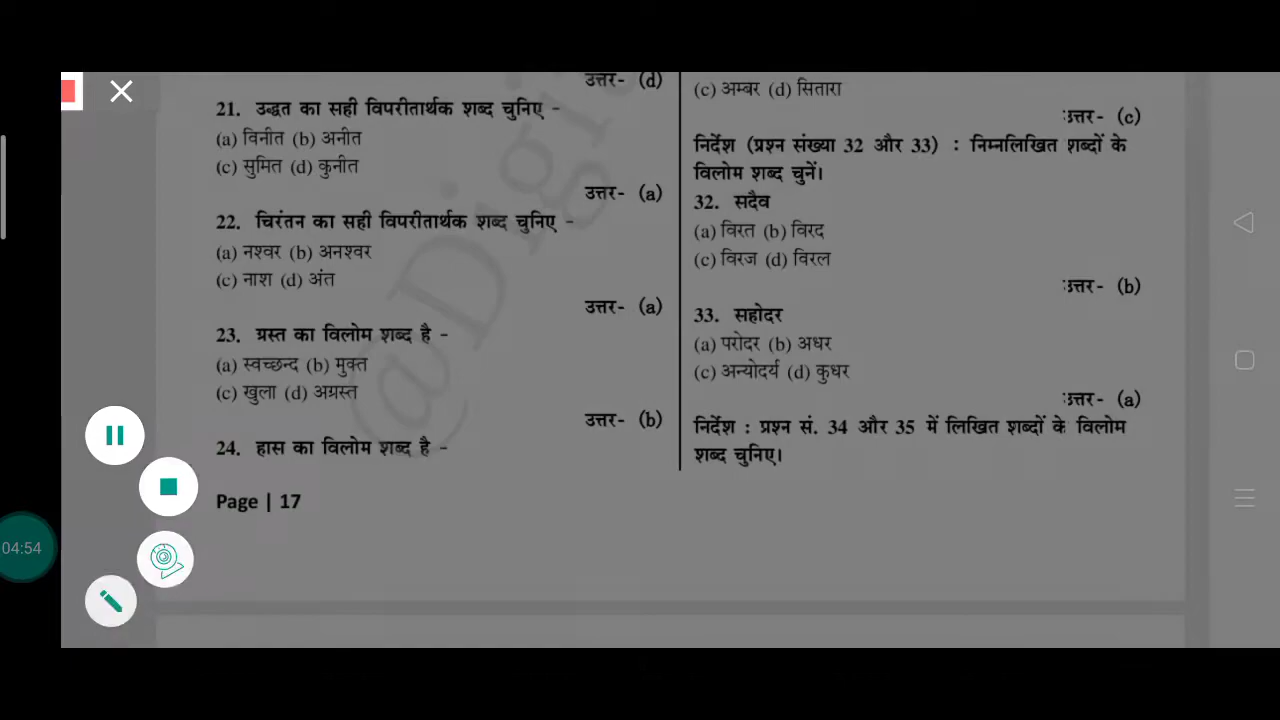 उत्तर- (d)
21. उद्धत का सही विपरीतार्थक शब्द चुनिए -
(a) विनीत (b) अनीत
(c) सुमित (d) कुनीत
उत्तर- (a)
22. चिरंतन का सही विपरीतार्थक शब्द चुनिए -
(a) नश्वर (b) अनश्वर
(c) नाश (d) अंत
उत्तर- (a)
23. ग्रस्त का विलोम शब्द है -
(a) स्वच्छन्द (b) मुक्त
(c) खुला (d) अग्रस्त
उत्तर- (b)
24. हास का विलोम शब्द है -
Page | 17
(c) अम्बर (d) सितारा
उत्तर- (c)
निर्देश (प्रश्न संख्या 32 और 33) : निम्नलिखित शब्दों के
विलोम शब्द चुनें।
32. सदैव
(a) विरत (b) विरद
(c) विरज (d) विरल
उत्तर- (b)
33. सहोदर
(a) परोदर (b) अधर
(c) अन्योदर्य (d) कुधर
उत्तर- (a)
निर्देश : प्रश्न सं. 34 और 35 में लिखित शब्दों के विलोम
शब्द चुनिए।
@Digi
04:54